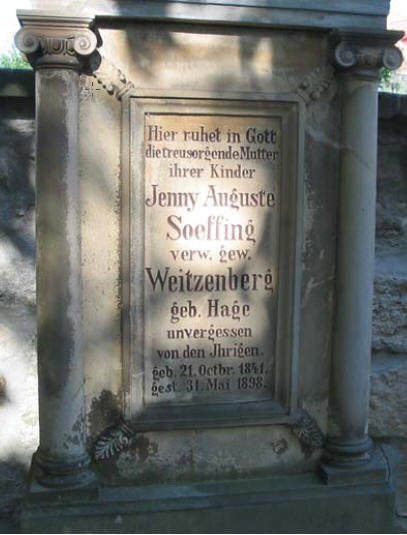 Hier ruhet in Gott
die treusorgende Mutter
ihrer Kinder
Jenny Auguste
Soeffing
verw. gew.
Weitzenberg
geb. Hage
unvergessen
von den Jhrigen.
geb. 21. Octbr. 1841.
gest. 31. Mai 1898.